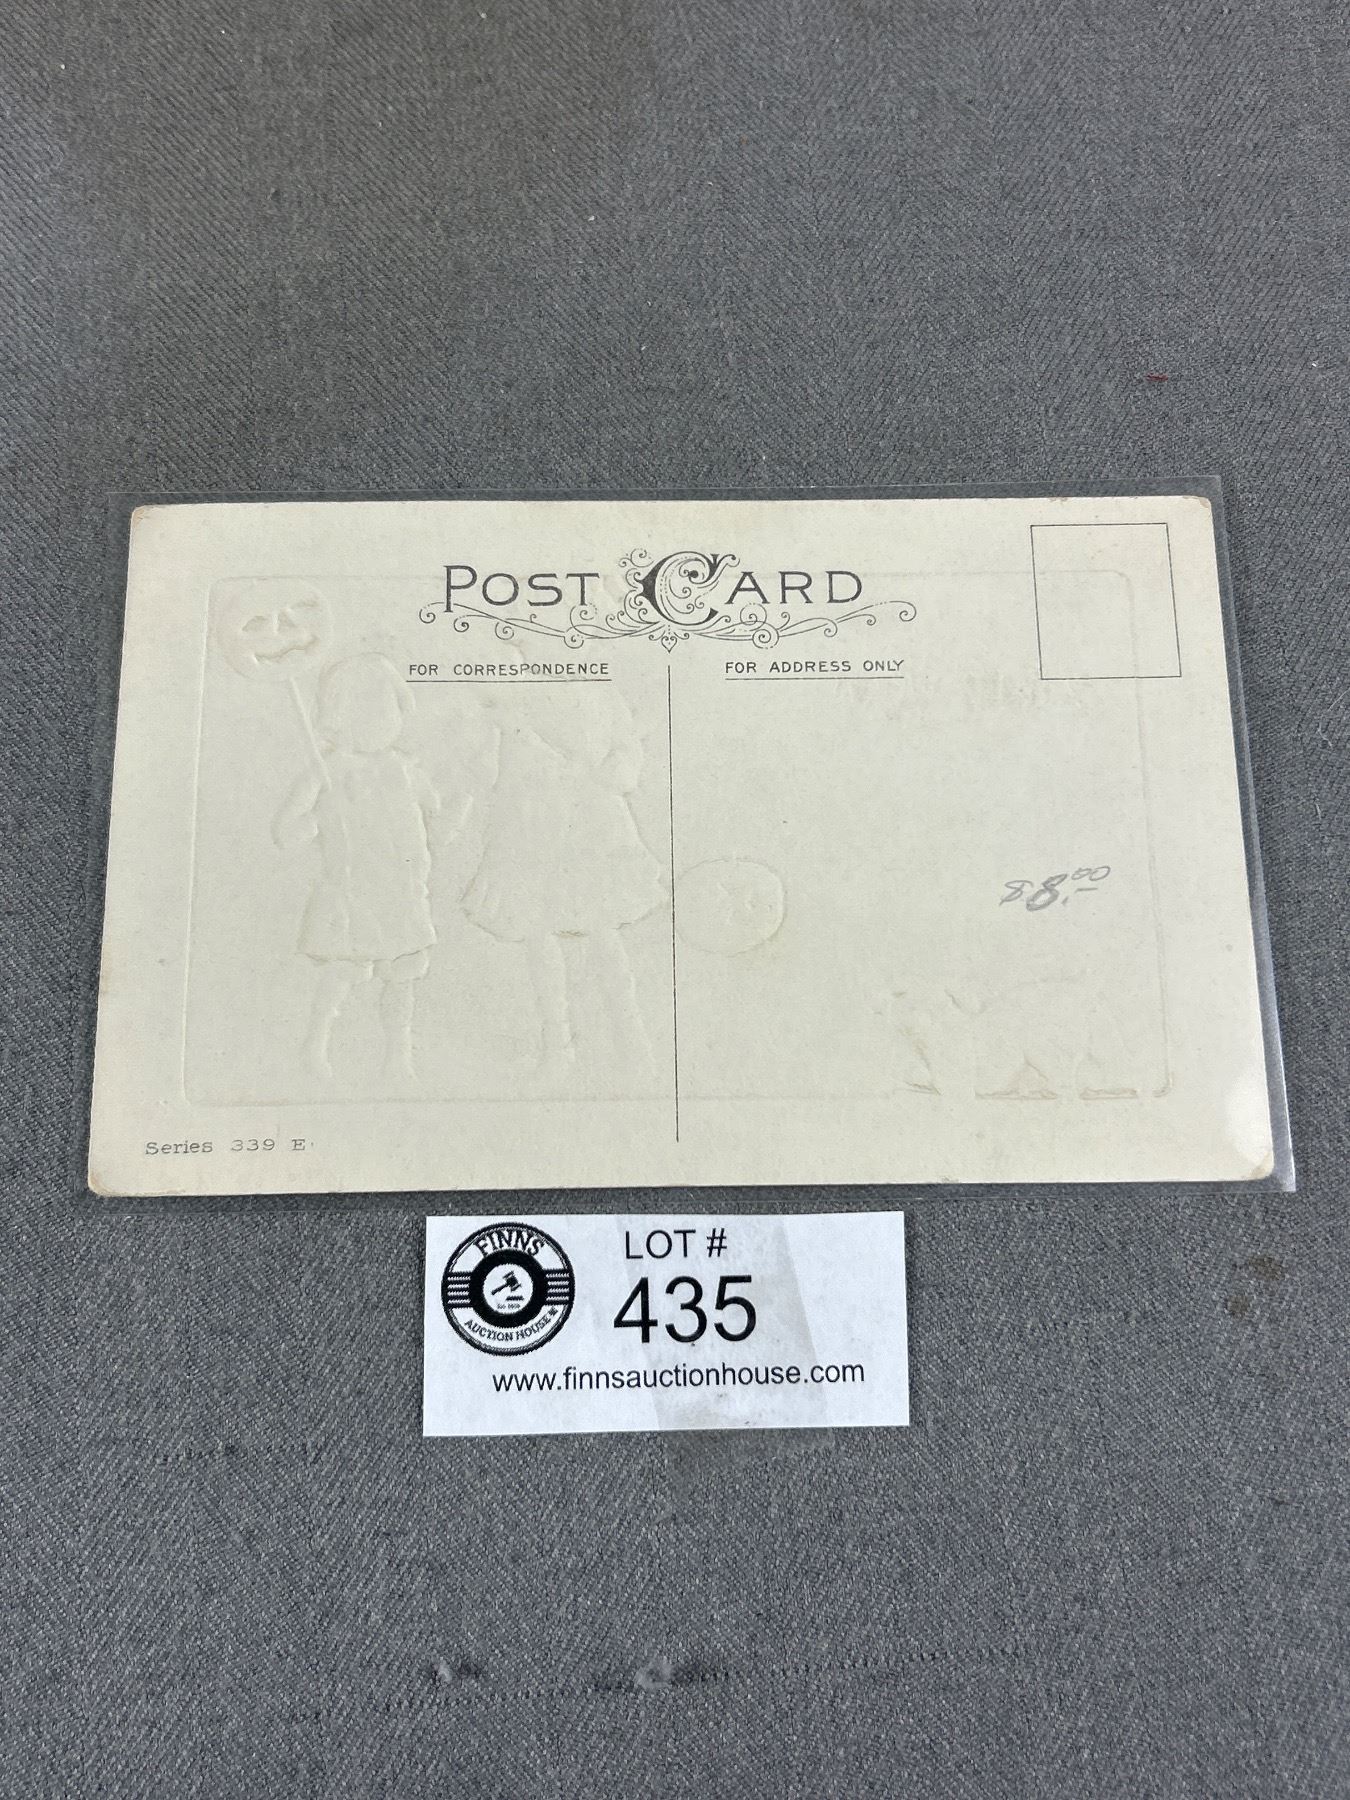 POST CARD
FOR CORRESPONDENCE
FOR ADDRESS ONLY
$8.00
Series 339 E
FINNS
AUCTION HOUSE
LOT #
435
www.finnsauctionhouse.com